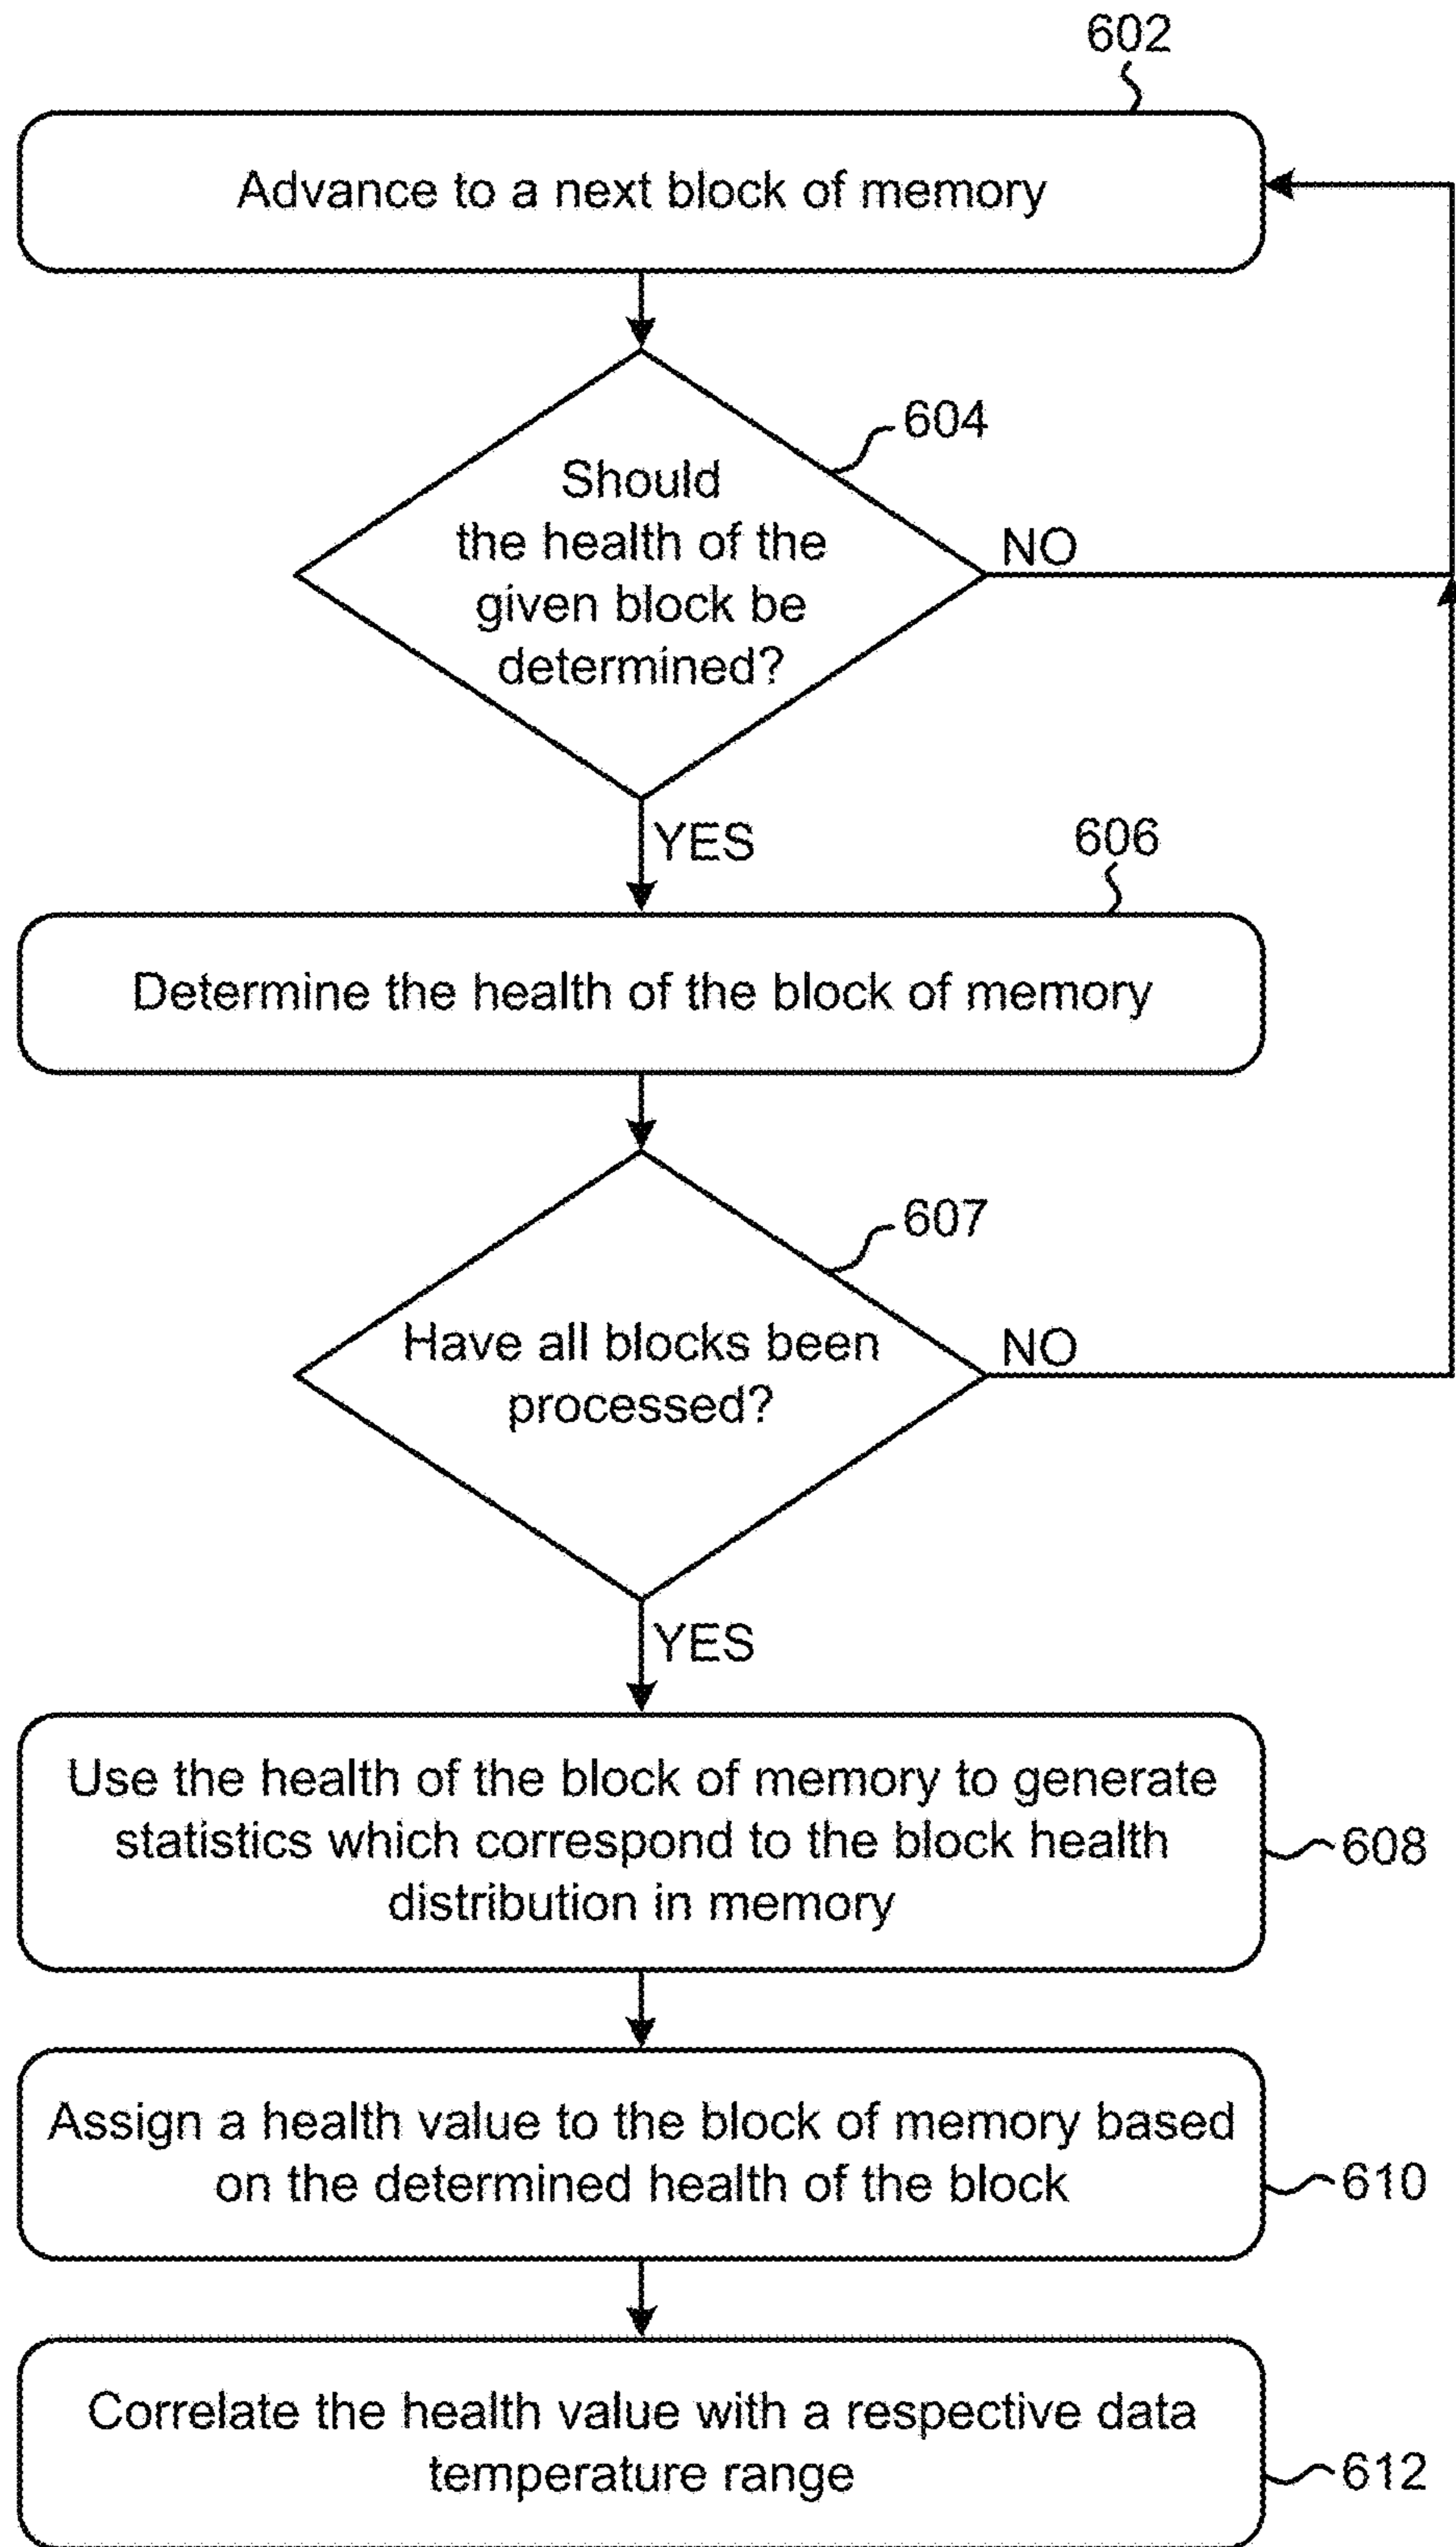 602
Advance to a next block of memory
604
Should
the health of the
given block be
determined?
NO
YES
606
Determine the health of the block of memory
607
Have all blocks been
processed?
NO
YES
Use the health of the block of memory to generate
statistics which correspond to the block health
distribution in memory
608
Assign a health value to the block of memory based
on the determined health of the block
610
Correlate the health value with a respective data
temperature range
612